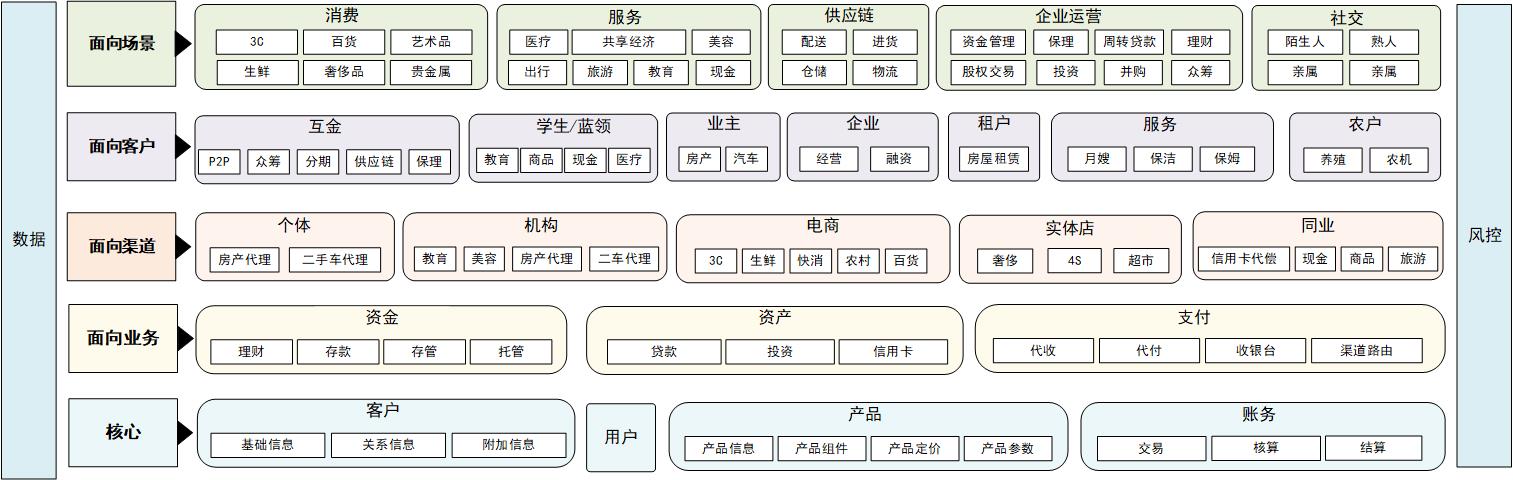 数据
面向场景
消费
3C 百货 艺术品
生鲜 奢侈品 贵金属
服务
医疗 共享经济 美容
出行 旅游 教育 现金
供应链
配送 进货
仓储 物流
企业运营
资金管理 保理 周转贷款 理财
股权交易 投资 并购 众筹
社交
陌生人 熟人
亲属 亲属
面向客户
互金
P2P 众筹 分期 供应链 保理
学生/蓝领
教育 商品 现金 医疗
业主
房产 汽车
企业
经营 融资
租户
房屋租赁
服务
月嫂 保洁 保姆
农户
养殖 农机
面向渠道
个体
房产代理 二手车代理
机构
教育 美容 房产代理 二车代理
电商
3C 生鲜 快消 农村 百货
实体店
奢侈 4S 超市
同业
信用卡代偿 现金 商品 旅游
面向业务
资金
理财 存款 存管 托管
资产
贷款 投资 信用卡
支付
代收 代付 收银台 渠道路由
核心
客户
基础信息 关系信息 附加信息
用户
产品
产品信息 产品组件 产品定价 产品参数
账务
交易 核算 结算
风控